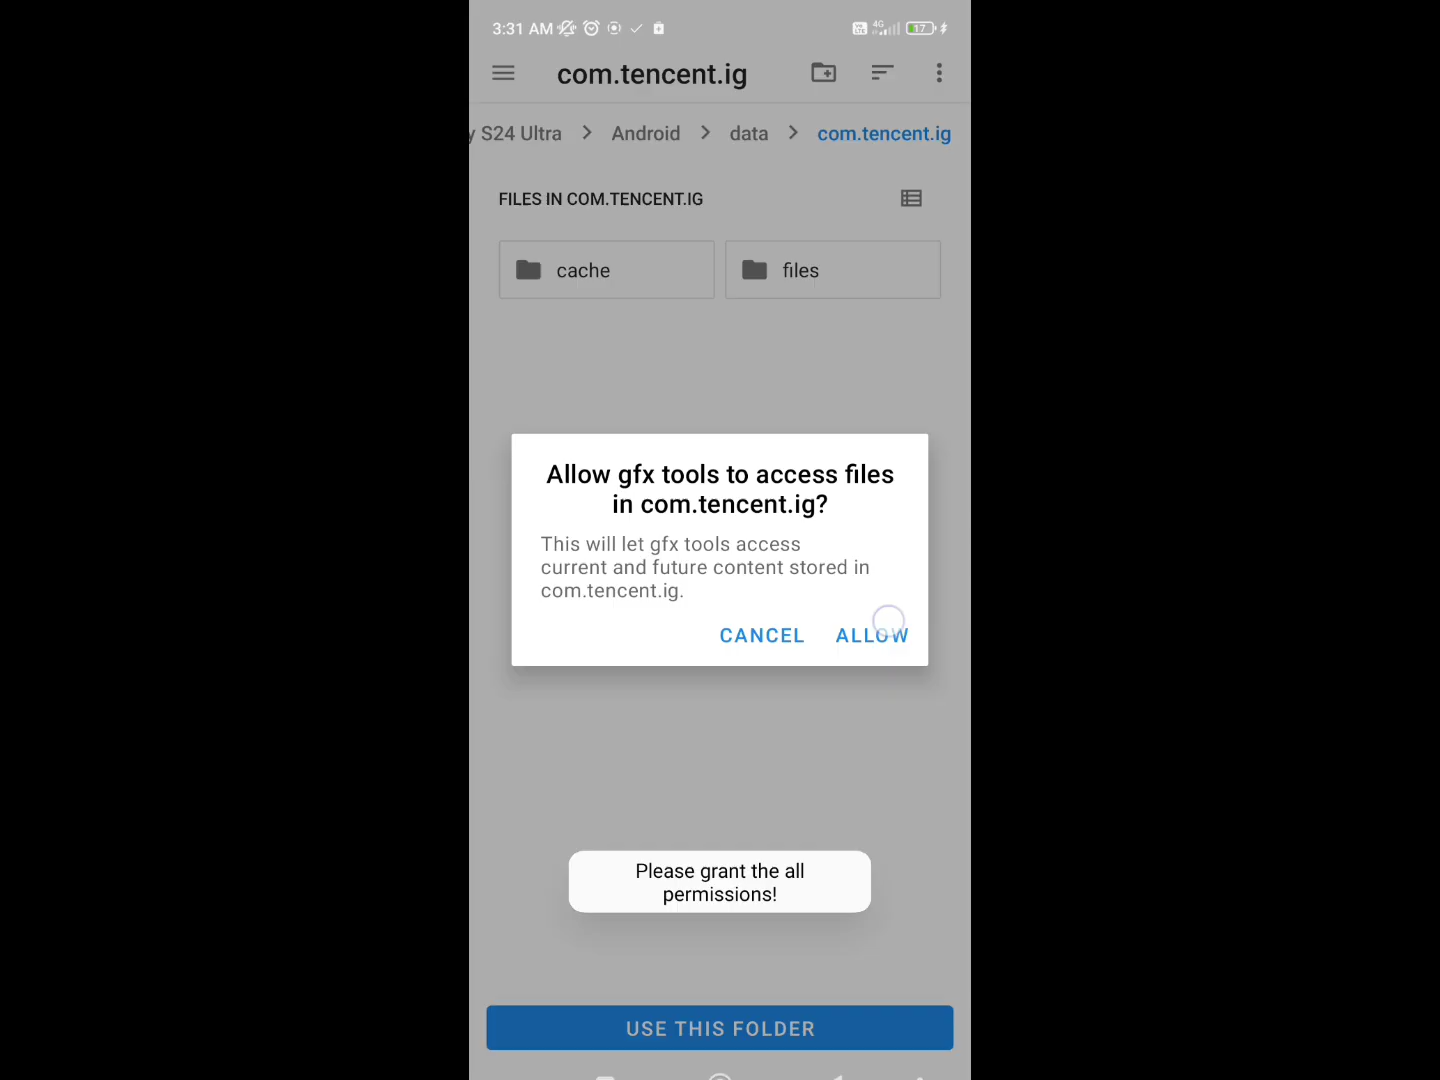 3:31 AM
4G
17
com.tencent.ig
y S24 Ultra > Android > data > com.tencent.ig
FILES IN COM.TENCENT.IG
cache
files
Allow gfx tools to access files
in com.tencent.ig?
This will let gfx tools access
current and future content stored in
com.tencent.ig.
CANCEL ALLOW
Please grant the all
permissions!
USE THIS FOLDER